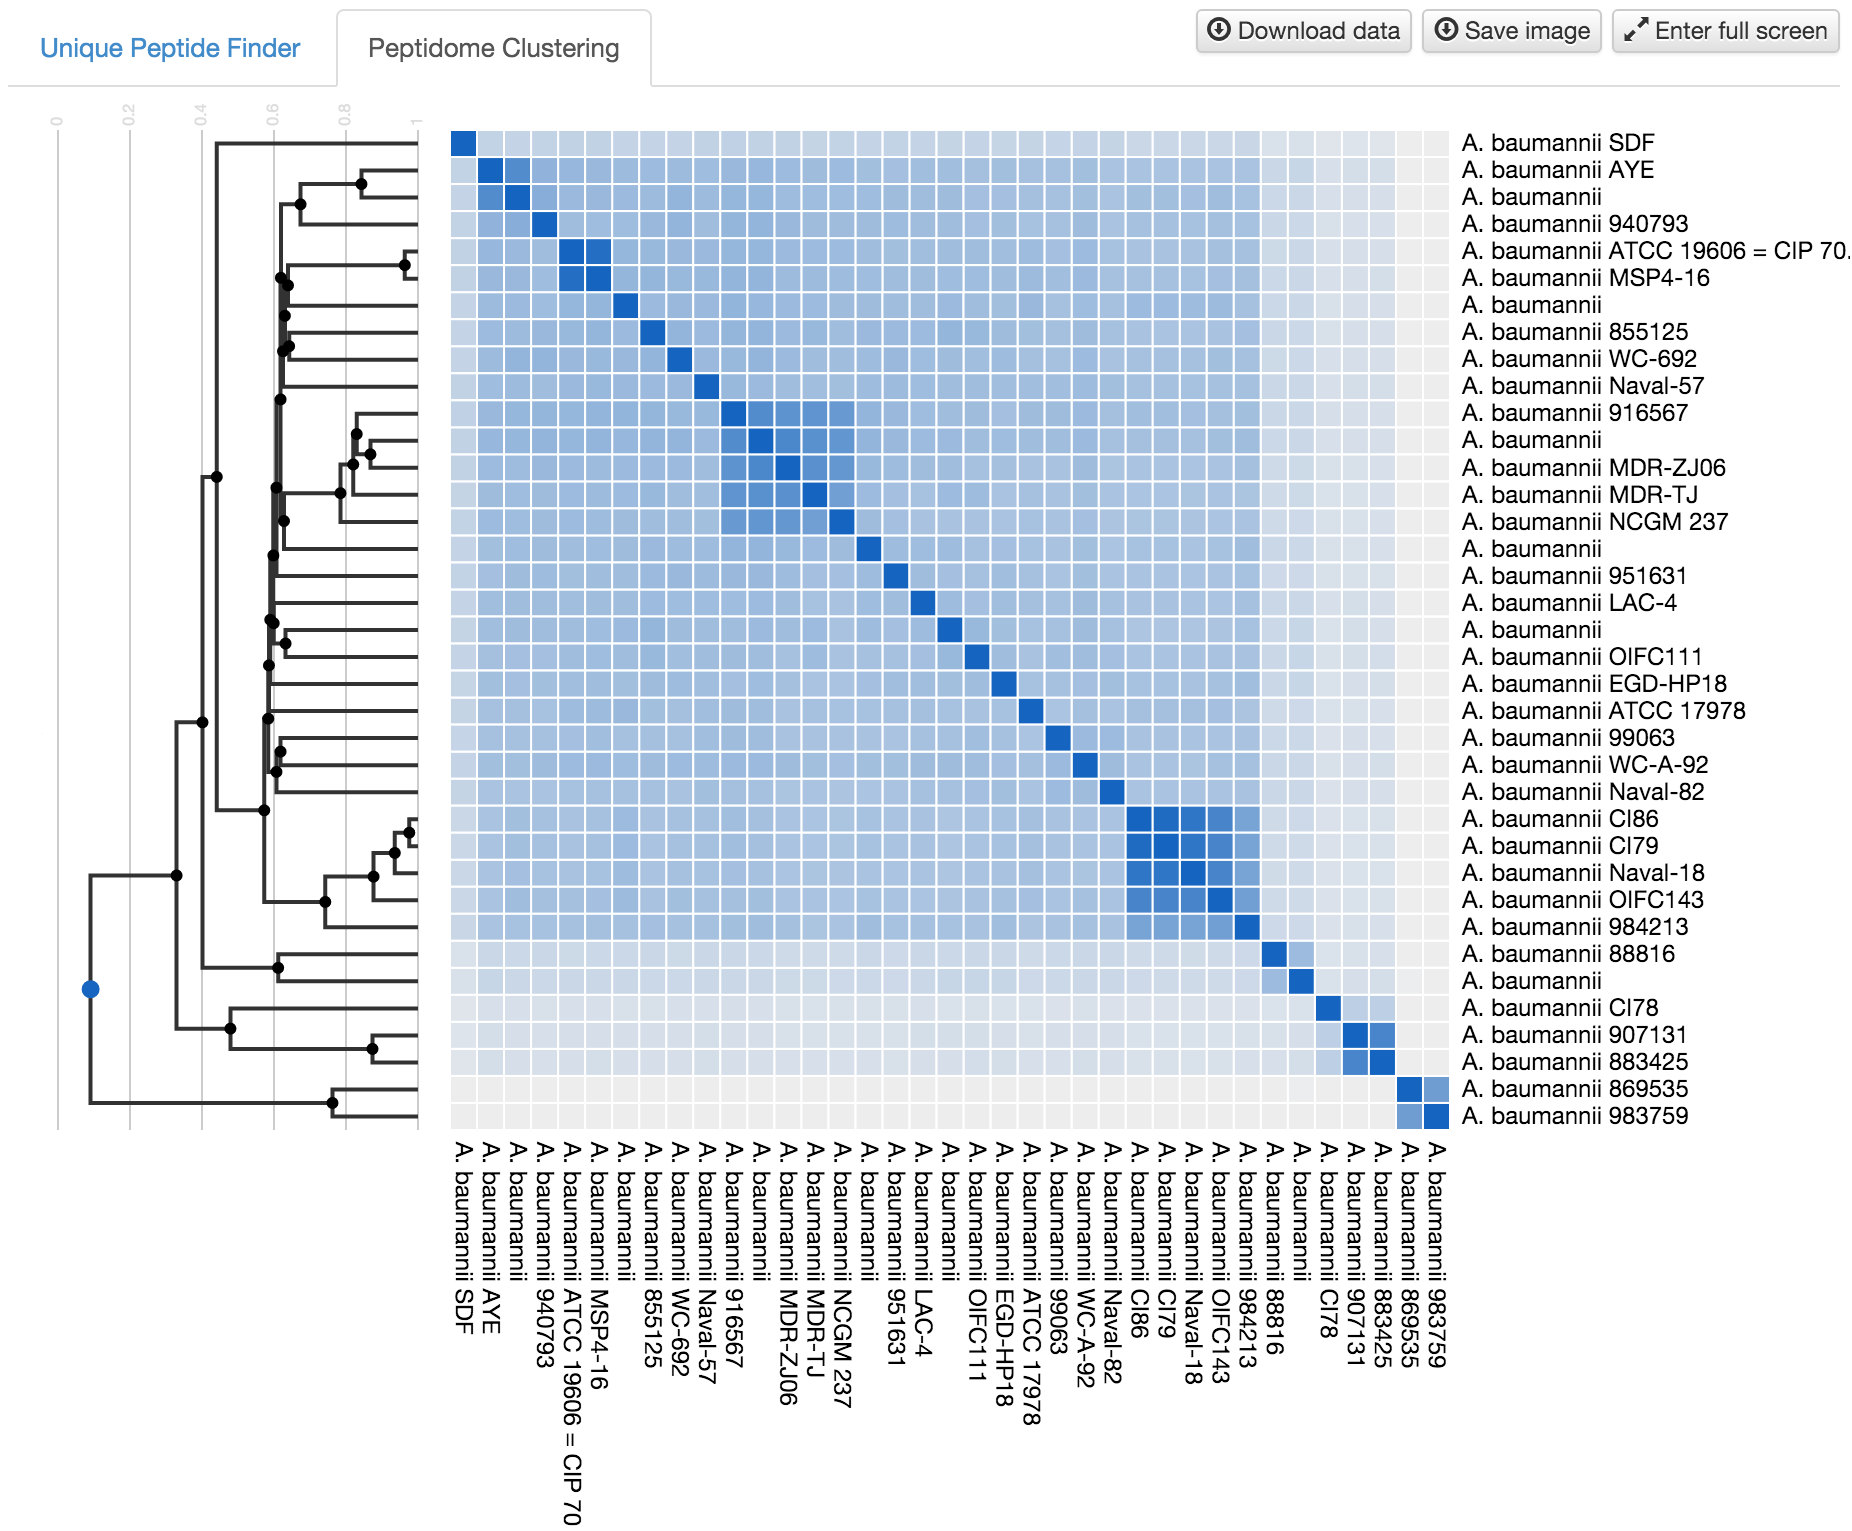 Unique Peptide Finder
Peptidome Clustering
Download data
Save image
Enter full screen
0
0.2
0.4
0.6
0.8
1
A. baumannii SDF
A. baumannii AYE
A. baumannii
A. baumannii 940793
A. baumannii ATCC 19606 = CIP 70.
A. baumannii MSP4-16
A. baumannii
A. baumannii 855125
A. baumannii WC-692
A. baumannii Naval-57
A. baumannii 916567
A. baumannii
A. baumannii MDR-ZJ06
A. baumannii MDR-TJ
A. baumannii NCGM 237
A. baumannii
A. baumannii 951631
A. baumannii LAC-4
A. baumannii
A. baumannii OIFC111
A. baumannii EGD-HP18
A. baumannii ATCC 17978
A. baumannii 99063
A. baumannii WC-A-92
A. baumannii Naval-82
A. baumannii CI86
A. baumannii CI79
A. baumannii Naval-18
A. baumannii OIFC143
A. baumannii 984213
A. baumannii 88816
A. baumannii
A. baumannii CI78
A. baumannii 907131
A. baumannii 883425
A. baumannii 869535
A. baumannii 983759
A. baumannii SDF
A. baumannii AYE
A. baumannii
A. baumannii 940793
A. baumannii ATCC 19606 = CIP 70
A. baumannii MSP4-16
A. baumannii
A. baumannii 855125
A. baumannii WC-692
A. baumannii Naval-57
A. baumannii 916567
A. baumannii
A. baumannii MDR-ZJ06
A. baumannii MDR-TJ
A. baumannii NCGM 237
A. baumannii
A. baumannii 951631
A. baumannii LAC-4
A. baumannii
A. baumannii OIFC111
A. baumannii EGD-HP18
A. baumannii ATCC 17978
A. baumannii 99063
A. baumannii WC-A-92
A. baumannii Naval-82
A. baumannii CI86
A. baumannii CI79
A. baumannii Naval-18
A. baumannii OIFC143
A. baumannii 984213
A. baumannii 88816
A. baumannii
A. baumannii CI78
A. baumannii 907131
A. baumannii 883425
A. baumannii 869535
A. baumannii 983759